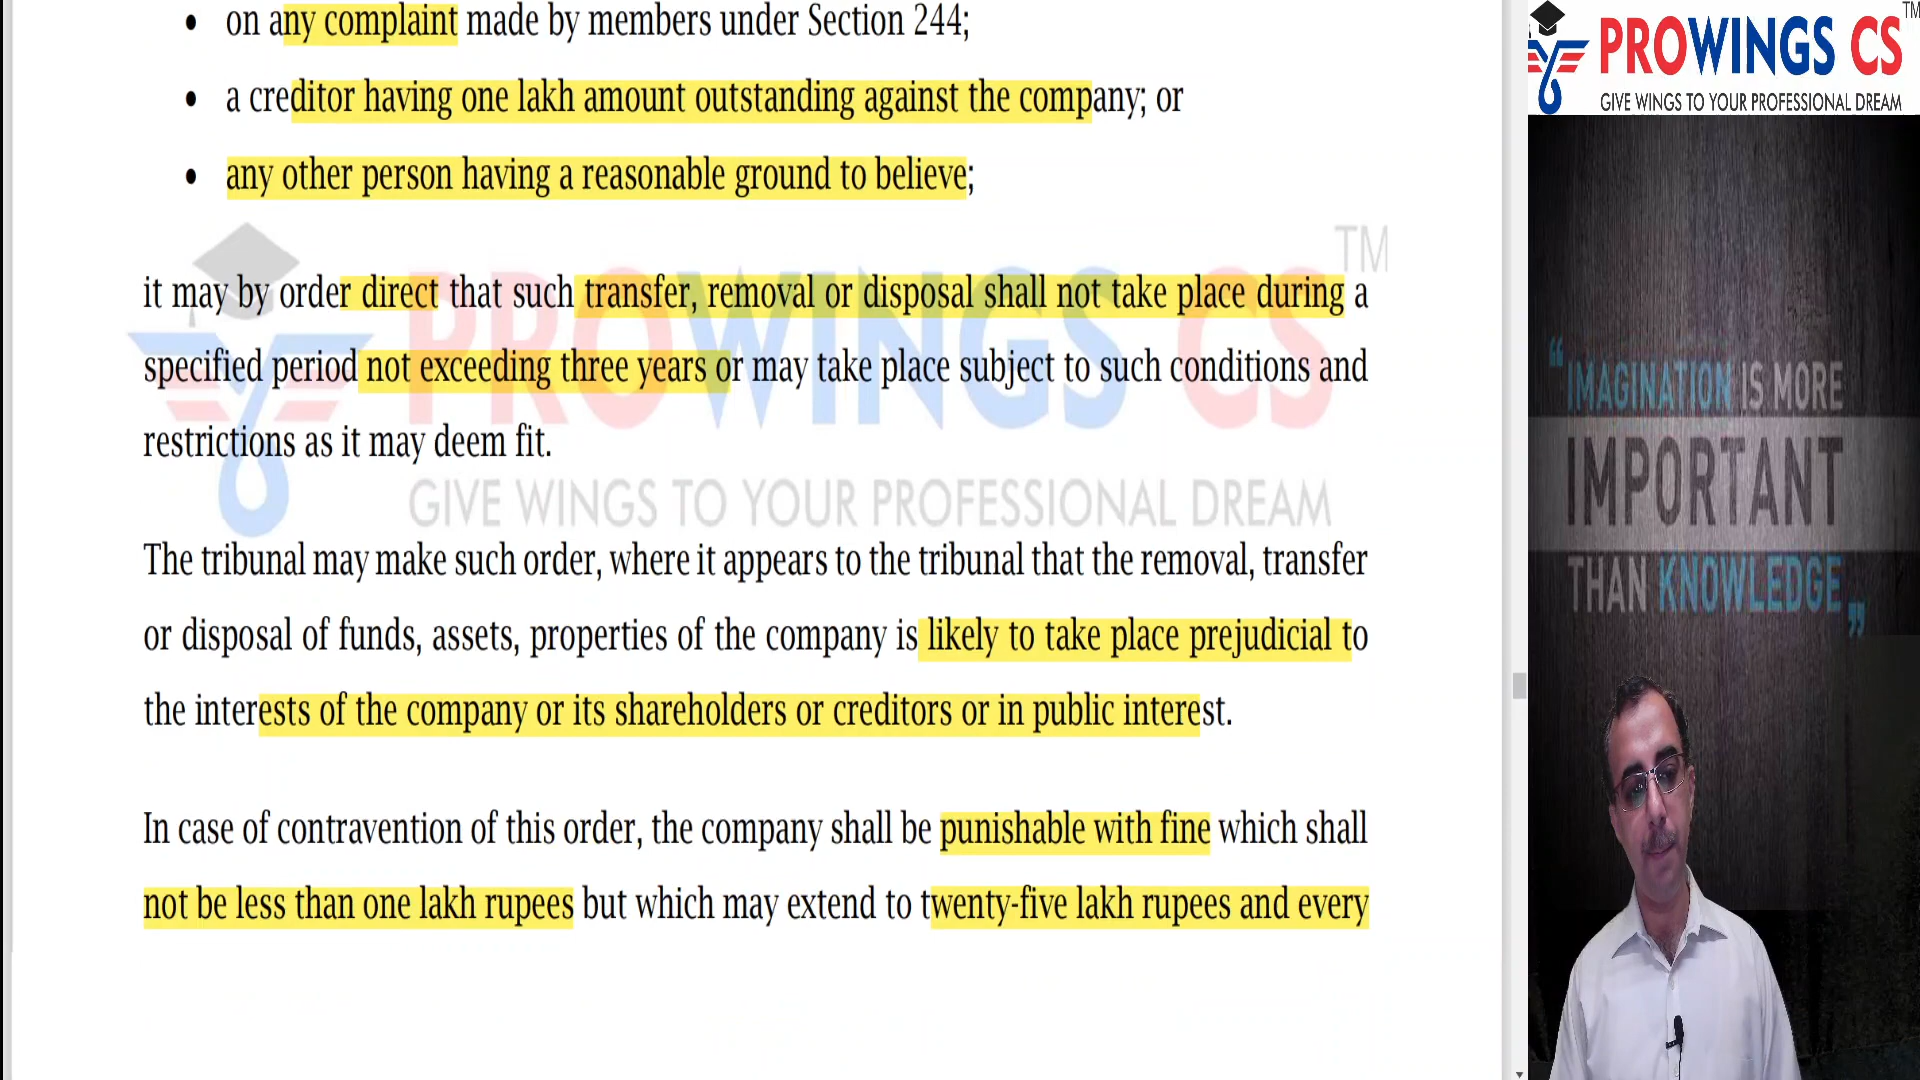 • on any complaint made by members under Section 244;
• a creditor having one lakh amount outstanding against the company; or
• any other person having a reasonable ground to believe;
it may by order direct that such transfer, removal or disposal shall not take place during a
specified period not exceeding three years or may take place subject to such conditions and
restrictions as it may deem fit.
The tribunal may make such order, where it appears to the tribunal that the removal, transfer
or disposal of funds, assets, properties of the company is likely to take place prejudicial to
the interests of the company or its shareholders or creditors or in public interest.
In case of contravention of this order, the company shall be punishable with fine which shall
not be less than one lakh rupees but which may extend to twenty-five lakh rupees and every
PROWINGS CS TM
GIVE WINGS TO YOUR PROFESSIONAL DREAM
PROWINGS CS TM
GIVE WINGS TO YOUR PROFESSIONAL DREAM
“IMAGINATION IS MORE
IMPORTANT
THAN KNOWLEDGE”